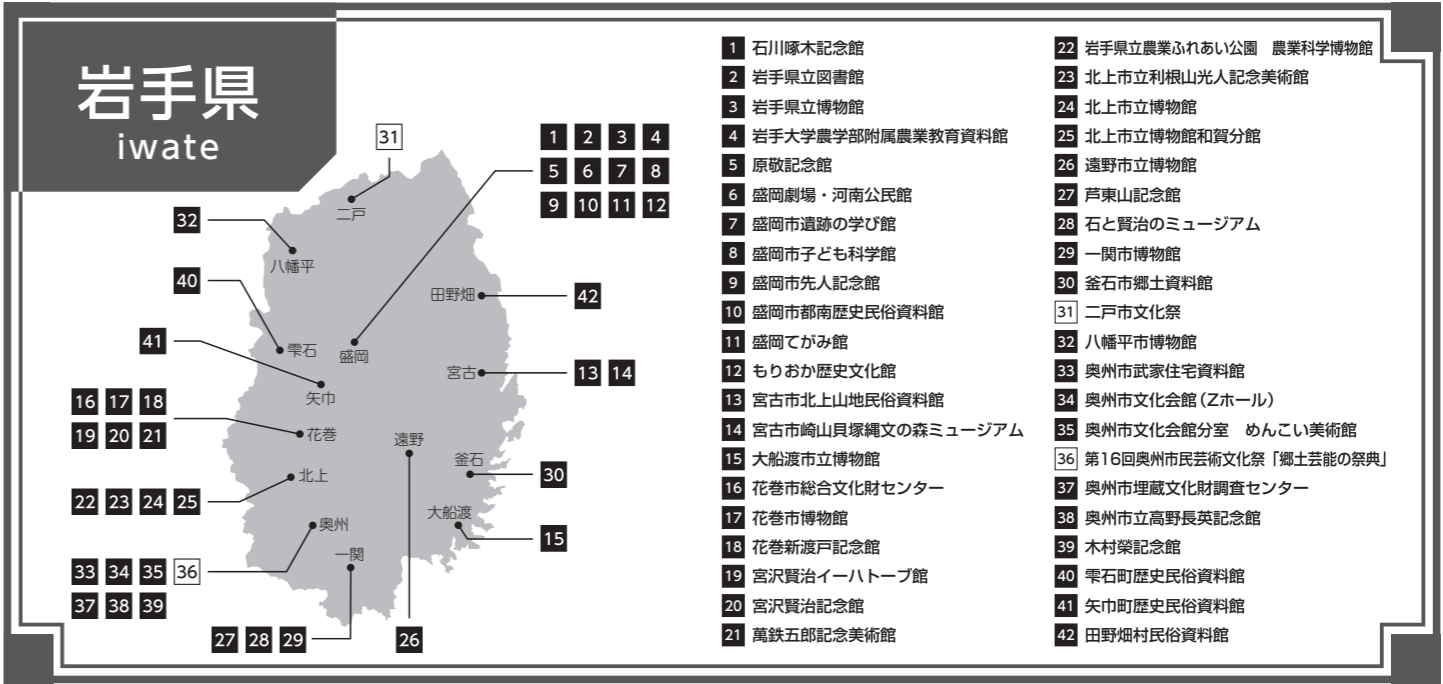 岩手県
iwate
31
1 2 3 4
5 6 7 8
9 10 11 12
二戸
32
八幡平
40
田野畑
42
41
雫石
盛岡
宮古
13 14
矢巾
16 17 18
19 20 21
花巻
遠野
釜石
30
北上
22 23 24 25
大船渡
15
奥州
一関
33 34 35 36
37 38 39
27 28 29
26
1 石川啄木記念館
2 岩手県立図書館
3 岩手県立博物館
4 岩手大学農学部附属農業教育資料館
5 原敬記念館
6 盛岡劇場・河南公民館
7 盛岡市遺跡の学び館
8 盛岡市子ども科学館
9 盛岡市先人記念館
10 盛岡市都南歴史民俗資料館
11 盛岡てがみ館
12 もりおか歴史文化館
13 宮古市北上山地民俗資料館
14 宮古市崎山貝塚縄文の森ミュージアム
15 大船渡市立博物館
16 花巻市総合文化財センター
17 花巻市博物館
18 花巻新渡戸記念館
19 宮沢賢治イーハトーブ館
20 宮沢賢治記念館
21 萬鉄五郎記念美術館
22 岩手県立農業ふれあい公園　農業科学博物館
23 北上市立利根山光人記念美術館
24 北上市立博物館
25 北上市立博物館和賀分館
26 遠野市立博物館
27 芦東山記念館
28 石と賢治のミュージアム
29 一関市博物館
30 釜石市郷土資料館
31 二戸市文化祭
32 八幡平市博物館
33 奥州市武家住宅資料館
34 奥州市文化会館（Zホール）
35 奥州市文化会館分室　めんこい美術館
36 第16回奥州市民芸術文化祭「郷土芸能の祭典」
37 奥州市埋蔵文化財調査センター
38 奥州市立高野長英記念館
39 木村榮記念館
40 雫石町歴史民俗資料館
41 矢巾町歴史民俗資料館
42 田野畑村民俗資料館